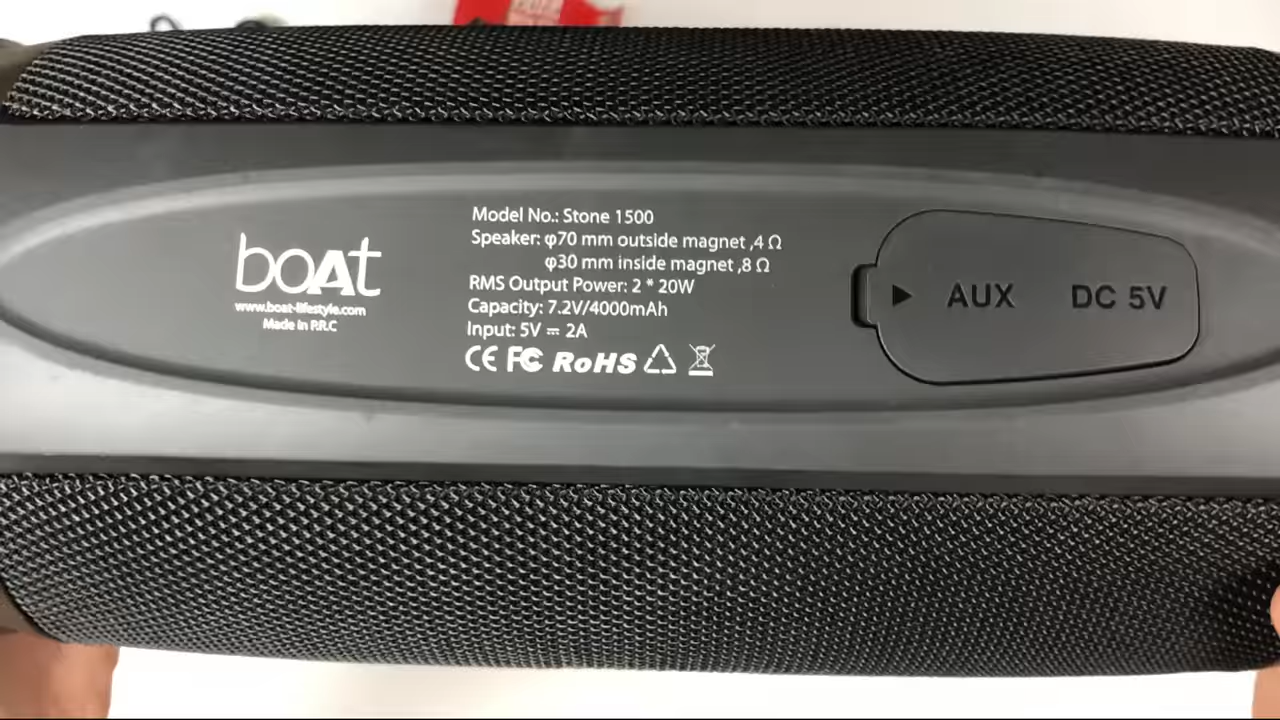 boAt
www.boat-lifestyle.com
Made in P.R.C
Model No.: Stone 1500
Speaker: φ70 mm outside magnet ,4 Ω
φ30 mm inside magnet ,8 Ω
RMS Output Power: 2 * 20W
Capacity: 7.2V/4000mAh
Input: 5V ⎓ 2A
CE FC RoHS
AUX DC 5V